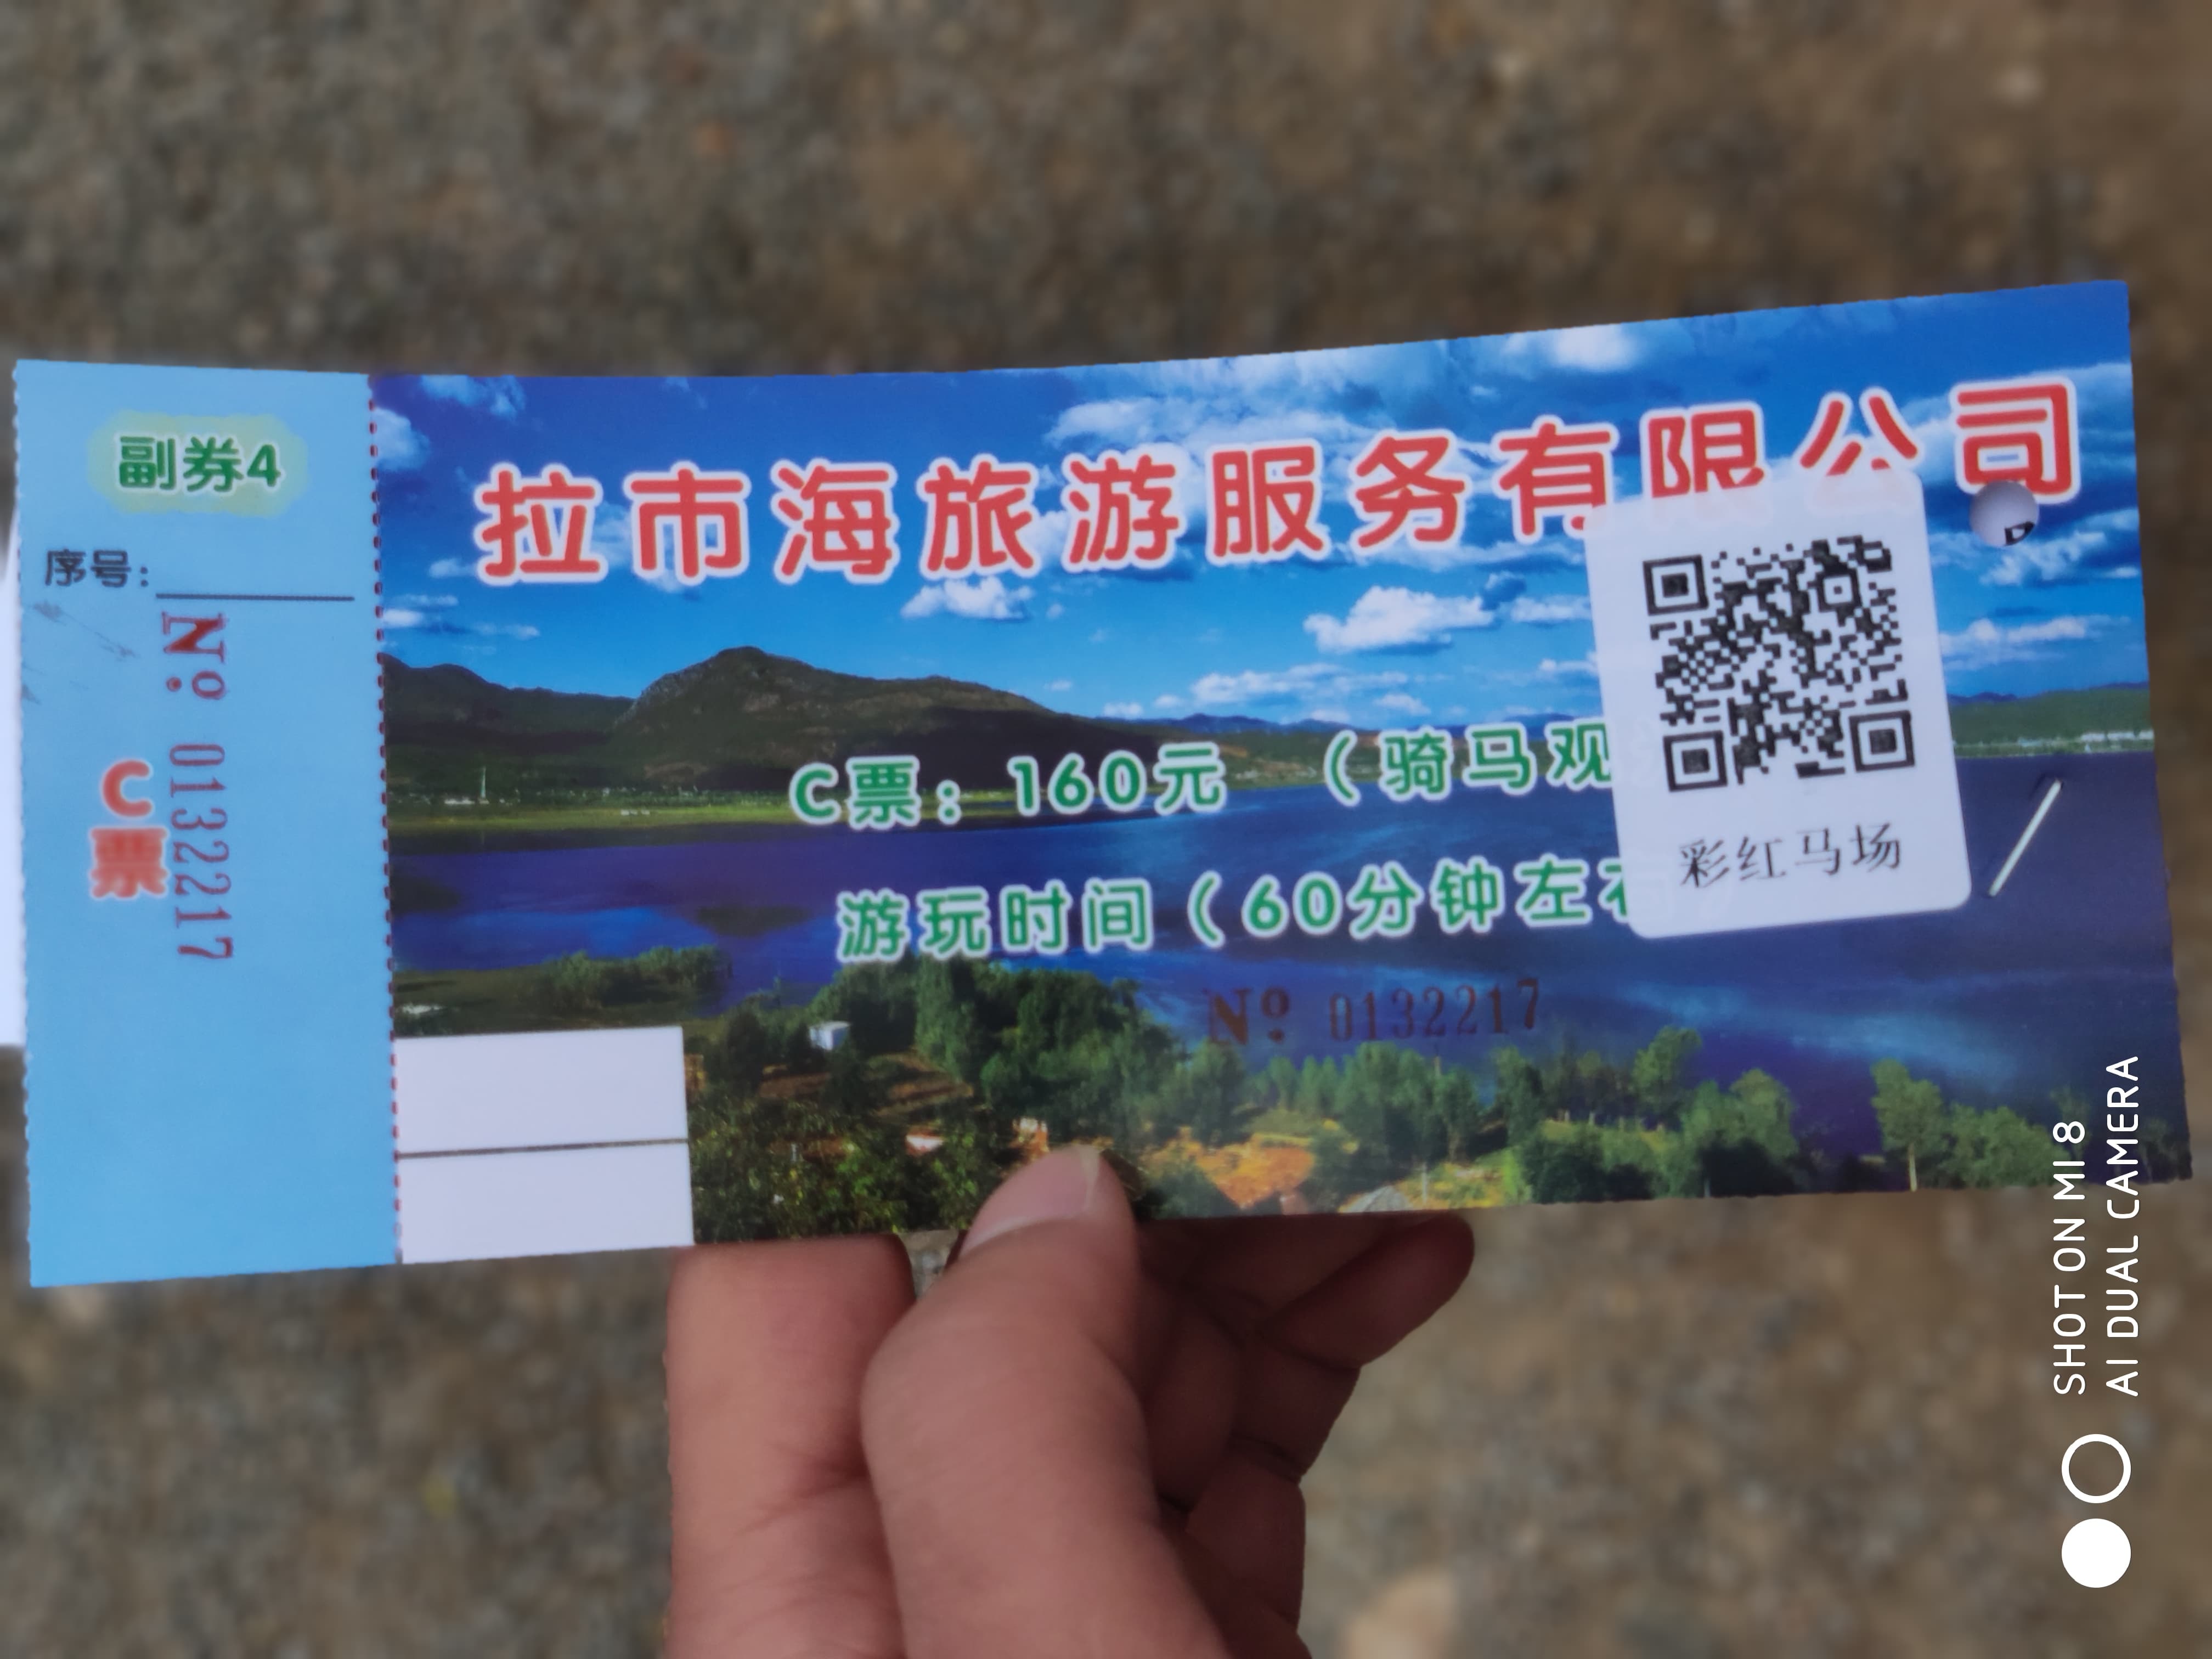 副券4
序号:
№ 0132217
C票
拉市海旅游服务有限公司
C票：160元（骑马观
游玩时间（60分钟左右
№ 0132217
彩红马场
SHOT ON MI 8
AI DUAL CAMERA